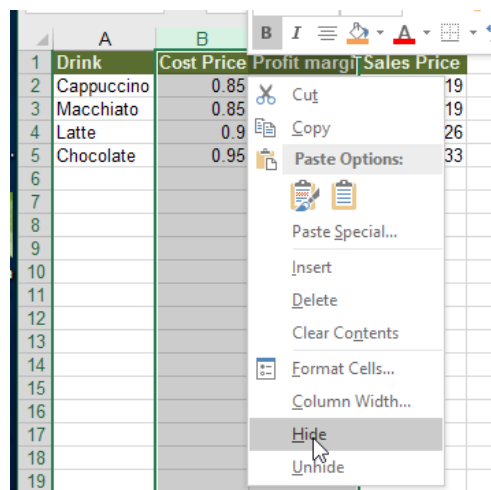 B I A
A B
1 Drink Cost Price Profit margi Sales Price
2 Cappuccino 0.85 19
3 Macchiato 0.85 19
4 Latte 0.9 26
5 Chocolate 0.95 33
6
7
8
9
10
11
12
13
14
15
16
17
18
19
Cut
Copy
Paste Options:
Paste Special...
Insert
Delete
Clear Contents
Format Cells...
Column Width...
Hide
Unhide